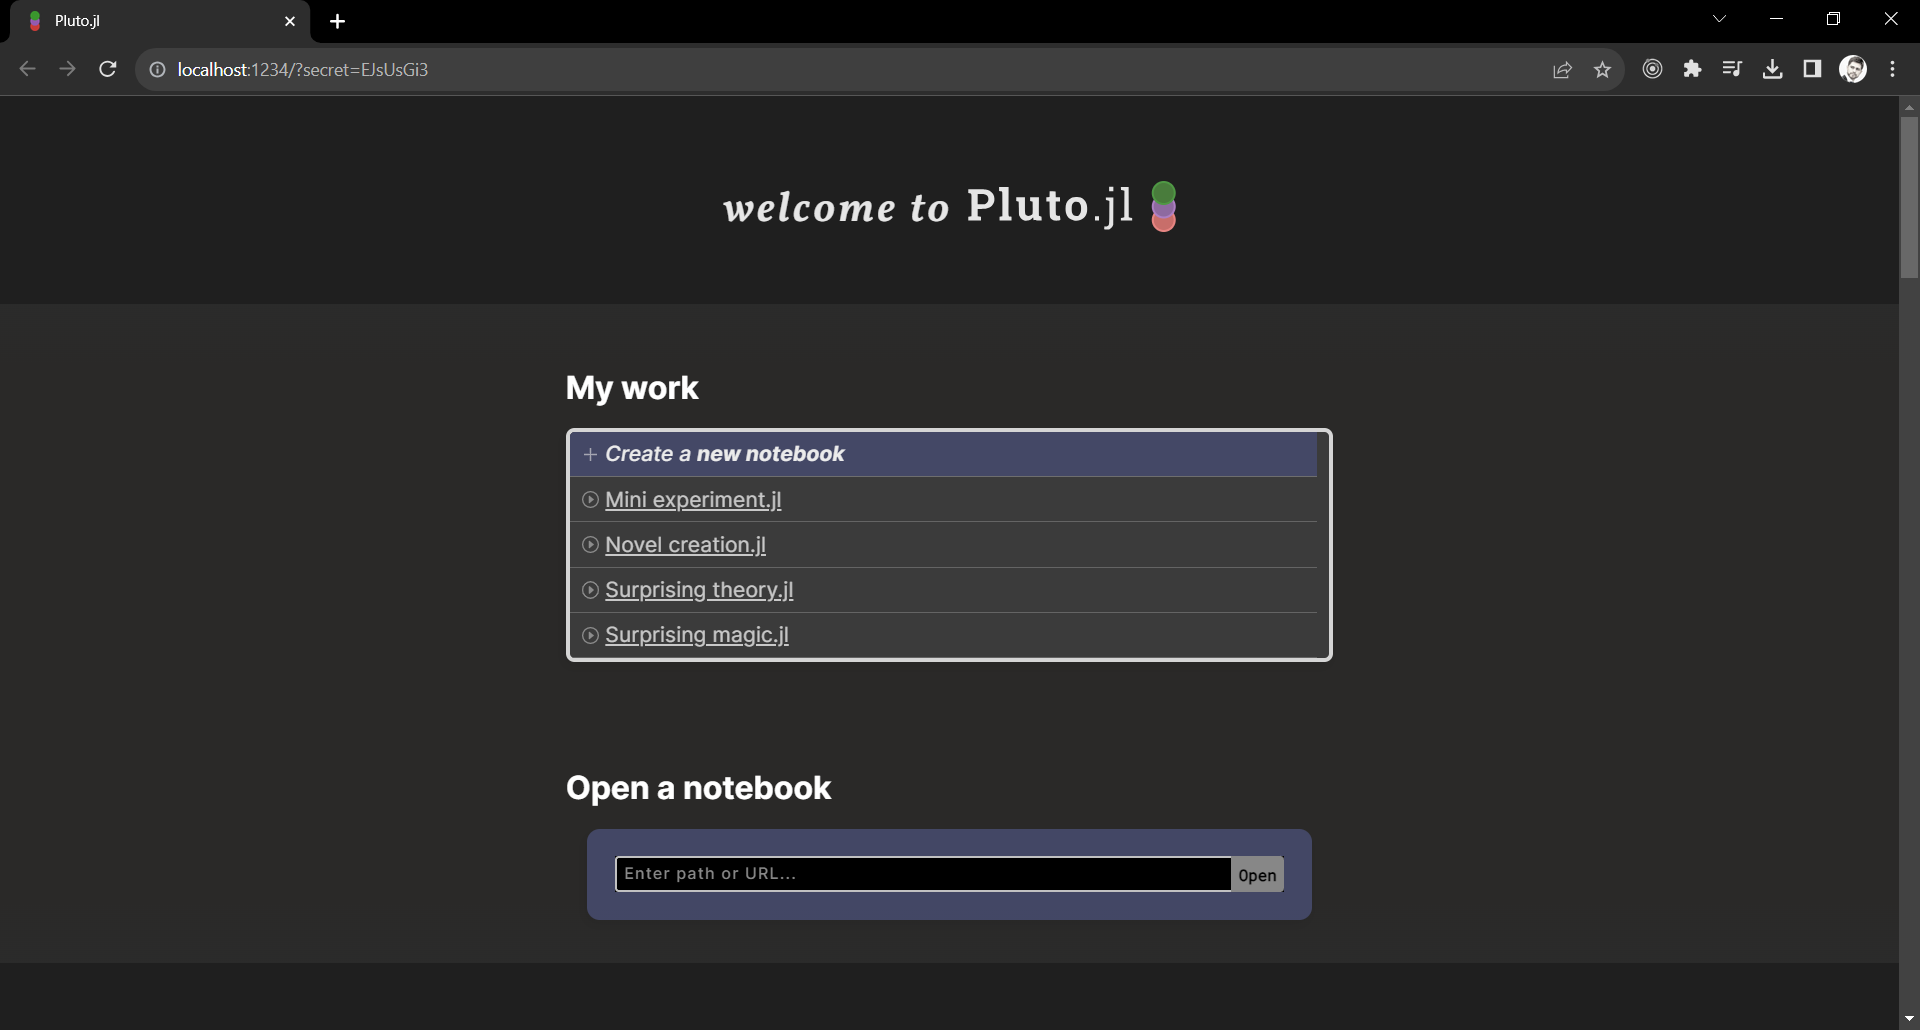 Pluto.jl
localhost:1234/?secret=EJsUsGi3
welcome to Pluto.jl
My work
+ Create a new notebook
Mini experiment.jl
Novel creation.jl
Surprising theory.jl
Surprising magic.jl
Open a notebook
Enter path or URL... Open